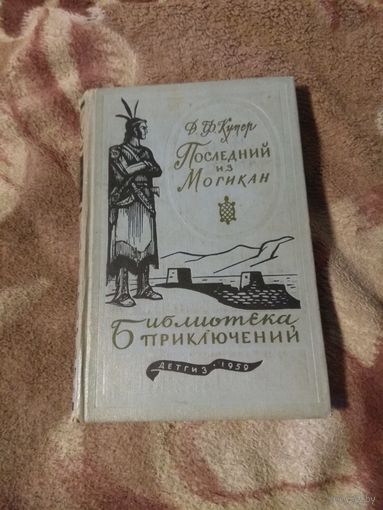 Д. Ф. Купер
Последний
из
Могикан
Библиотека
приключений
ДЕТГИЗ · 1959